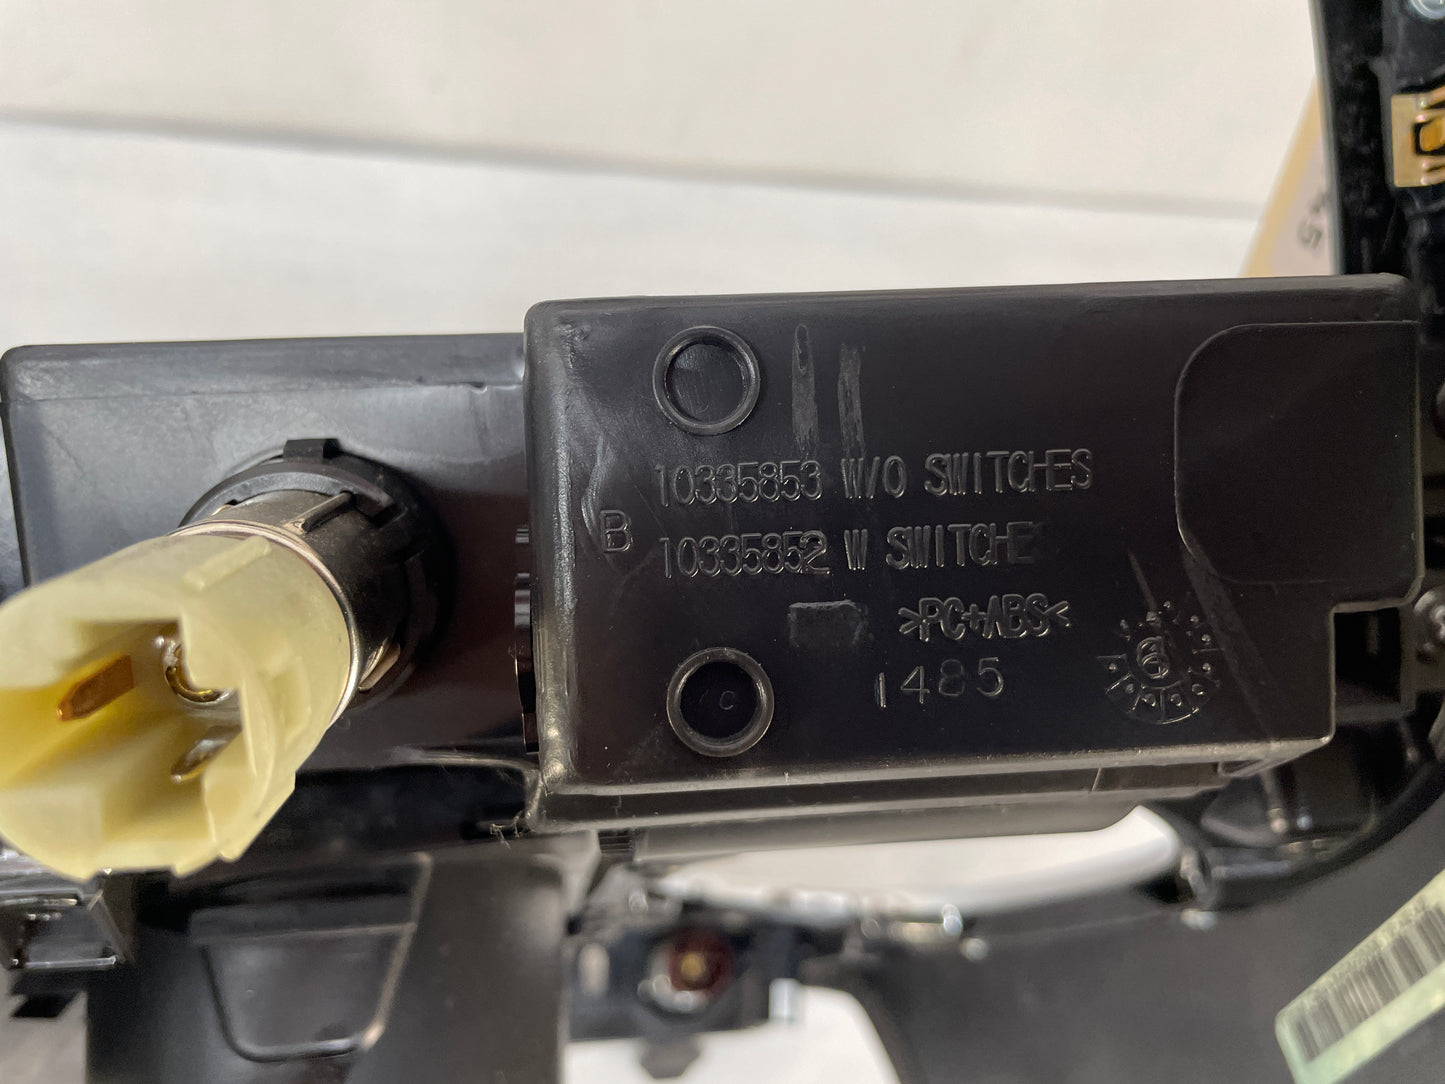 10335853 W/O SWITCHES
B
10335852 W SWITCHE
>PC+ABS<
1485